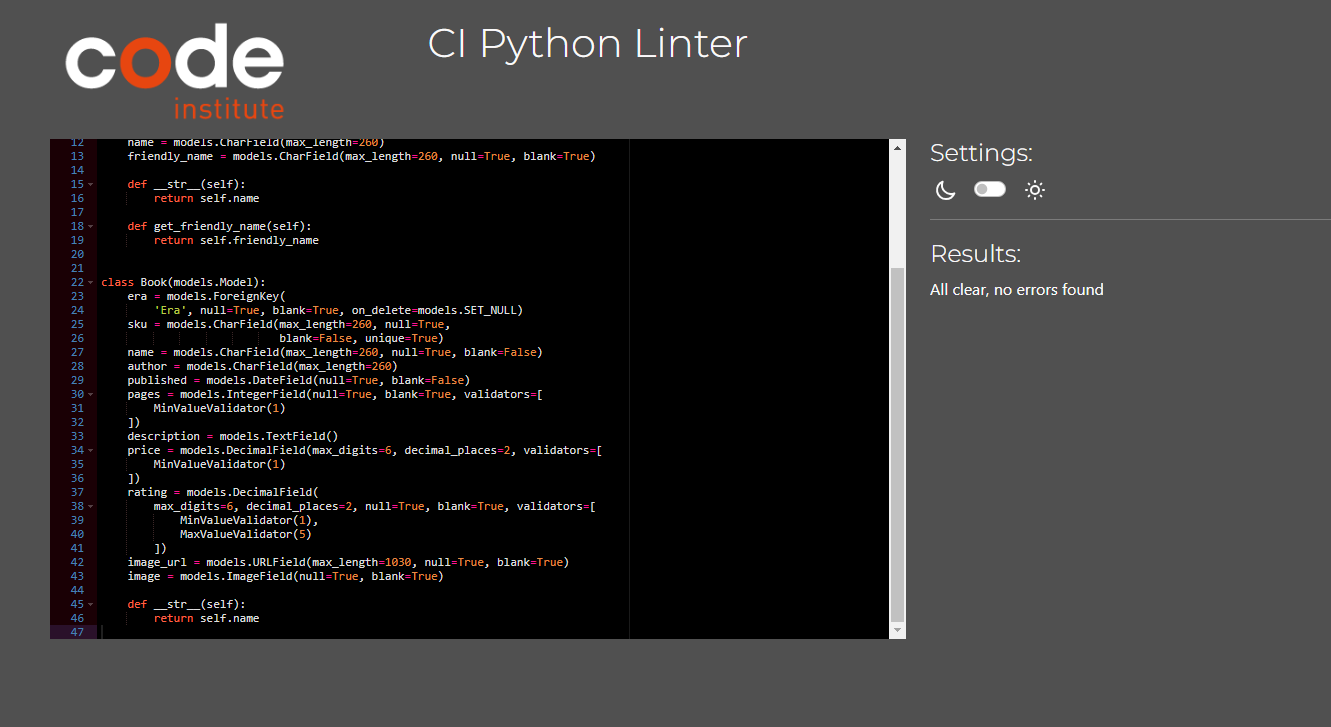 code
institute
CI Python Linter
12 name = models.CharField(max_length=260)
13 friendly_name = models.CharField(max_length=260, null=True, blank=True)
14
15 def __str__(self):
16 return self.name
17
18 def get_friendly_name(self):
19 return self.friendly_name
20
21
22 class Book(models.Model):
23 era = models.ForeignKey(
24 'Era', null=True, blank=True, on_delete=models.SET_NULL)
25 sku = models.CharField(max_length=260, null=True,
26 blank=False, unique=True)
27 name = models.CharField(max_length=260, null=True, blank=False)
28 author = models.CharField(max_length=260)
29 published = models.DateField(null=True, blank=False)
30 pages = models.IntegerField(null=True, blank=True, validators=[
31 MinValueValidator(1)
32 ])
33 description = models.TextField()
34 price = models.DecimalField(max_digits=6, decimal_places=2, validators=[
35 MinValueValidator(1)
36 ])
37 rating = models.DecimalField(
38 max_digits=6, decimal_places=2, null=True, blank=True, validators=[
39 MinValueValidator(1),
40 MaxValueValidator(5)
41 ])
42 image_url = models.URLField(max_length=1030, null=True, blank=True)
43 image = models.ImageField(null=True, blank=True)
44
45 def __str__(self):
46 return self.name
47
Settings:
Results:
All clear, no errors found